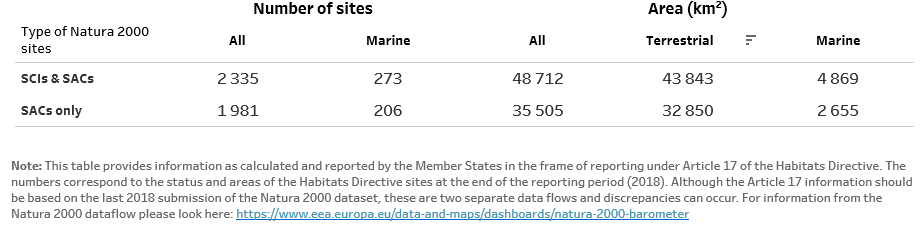 Number of sites Area (km²)
Type of Natura 2000
sites
All Marine All Terrestrial Marine
SCIs & SACs 2 335 273 48 712 43 843 4 869
SACs only 1 981 206 35 505 32 850 2 655
Note: This table provides information as calculated and reported by the Member States in the frame of reporting under Article 17 of the Habitats Directive. The
numbers correspond to the status and areas of the Habitats Directive sites at the end of the reporting period (2018). Although the Article 17 information should
be based on the last 2018 submission of the Natura 2000 dataset, these are two separate data flows and discrepancies can occur. For information from the
Natura 2000 dataflow please look here: https://www.eea.europa.eu/data-and-maps/dashboards/natura-2000-barometer